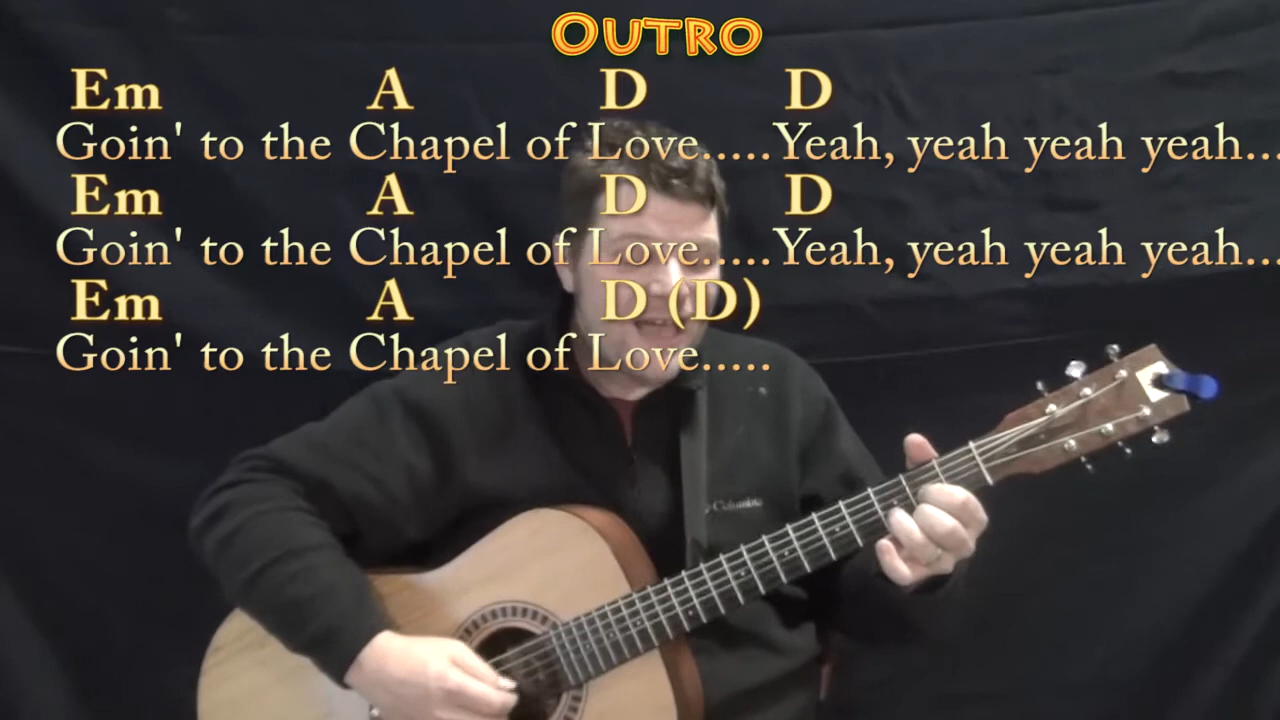 OUTRO
Em A D D
Goin' to the Chapel of Love.....Yeah, yeah yeah yeah...
Em A D D
Goin' to the Chapel of Love.....Yeah, yeah yeah yeah...
Em A D (D)
Goin' to the Chapel of Love.....
Columbia